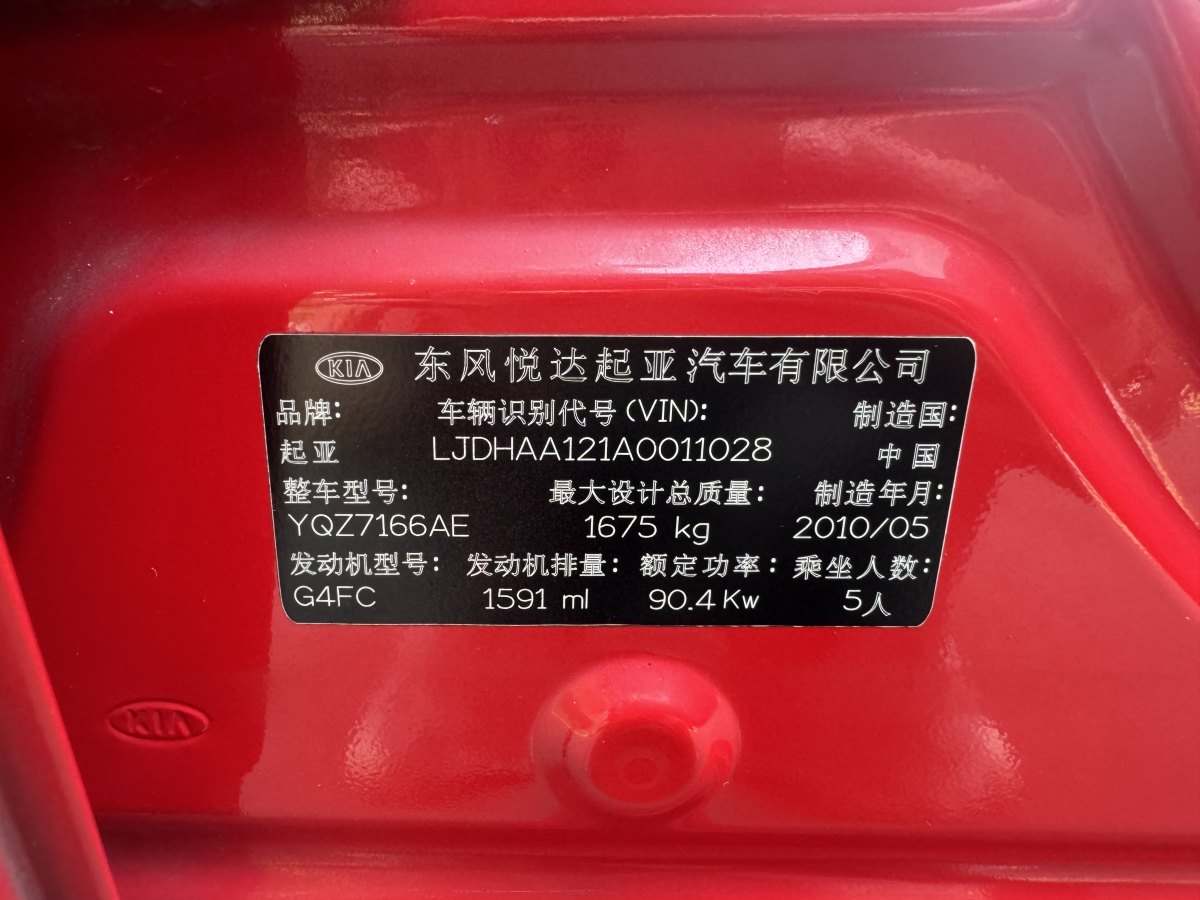 KIA 东风悦达起亚汽车有限公司
品牌: 车辆识别代号(VIN): 制造国:
起亚 LJDHAA121A0011028 中国
整车型号: 最大设计总质量: 制造年月:
YQZ7166AE 1675 kg 2010/05
发动机型号: 发动机排量: 额定功率: 乘坐人数:
G4FC 1591 ml 90.4Kw 5人
KIA